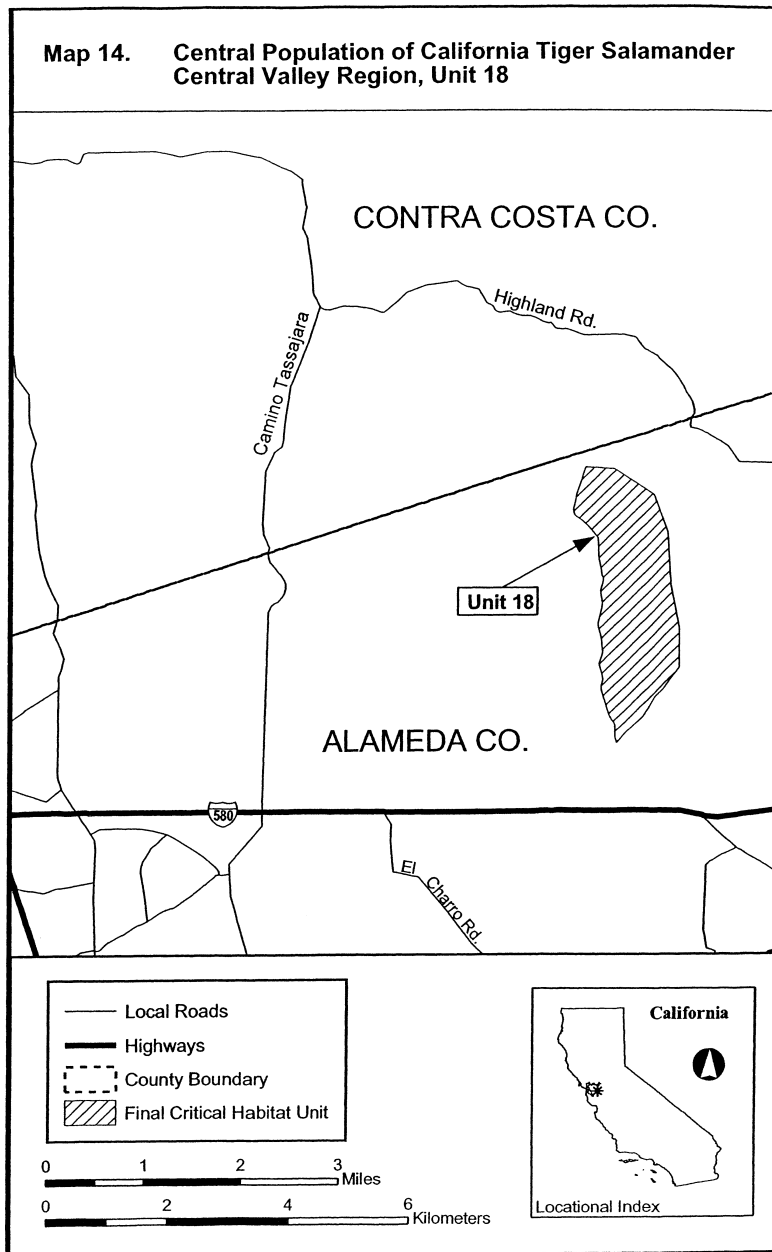 Map 14. Central Population of California Tiger Salamander
Central Valley Region, Unit 18
CONTRA COSTA CO.
Highland Rd.
Camino Tassajara
Unit 18
ALAMEDA CO.
580
El Charro Rd.
Local Roads
Highways
County Boundary
Final Critical Habitat Unit
California
0 1 2 3
Miles
0 2 4 6
Kilometers
Locational Index